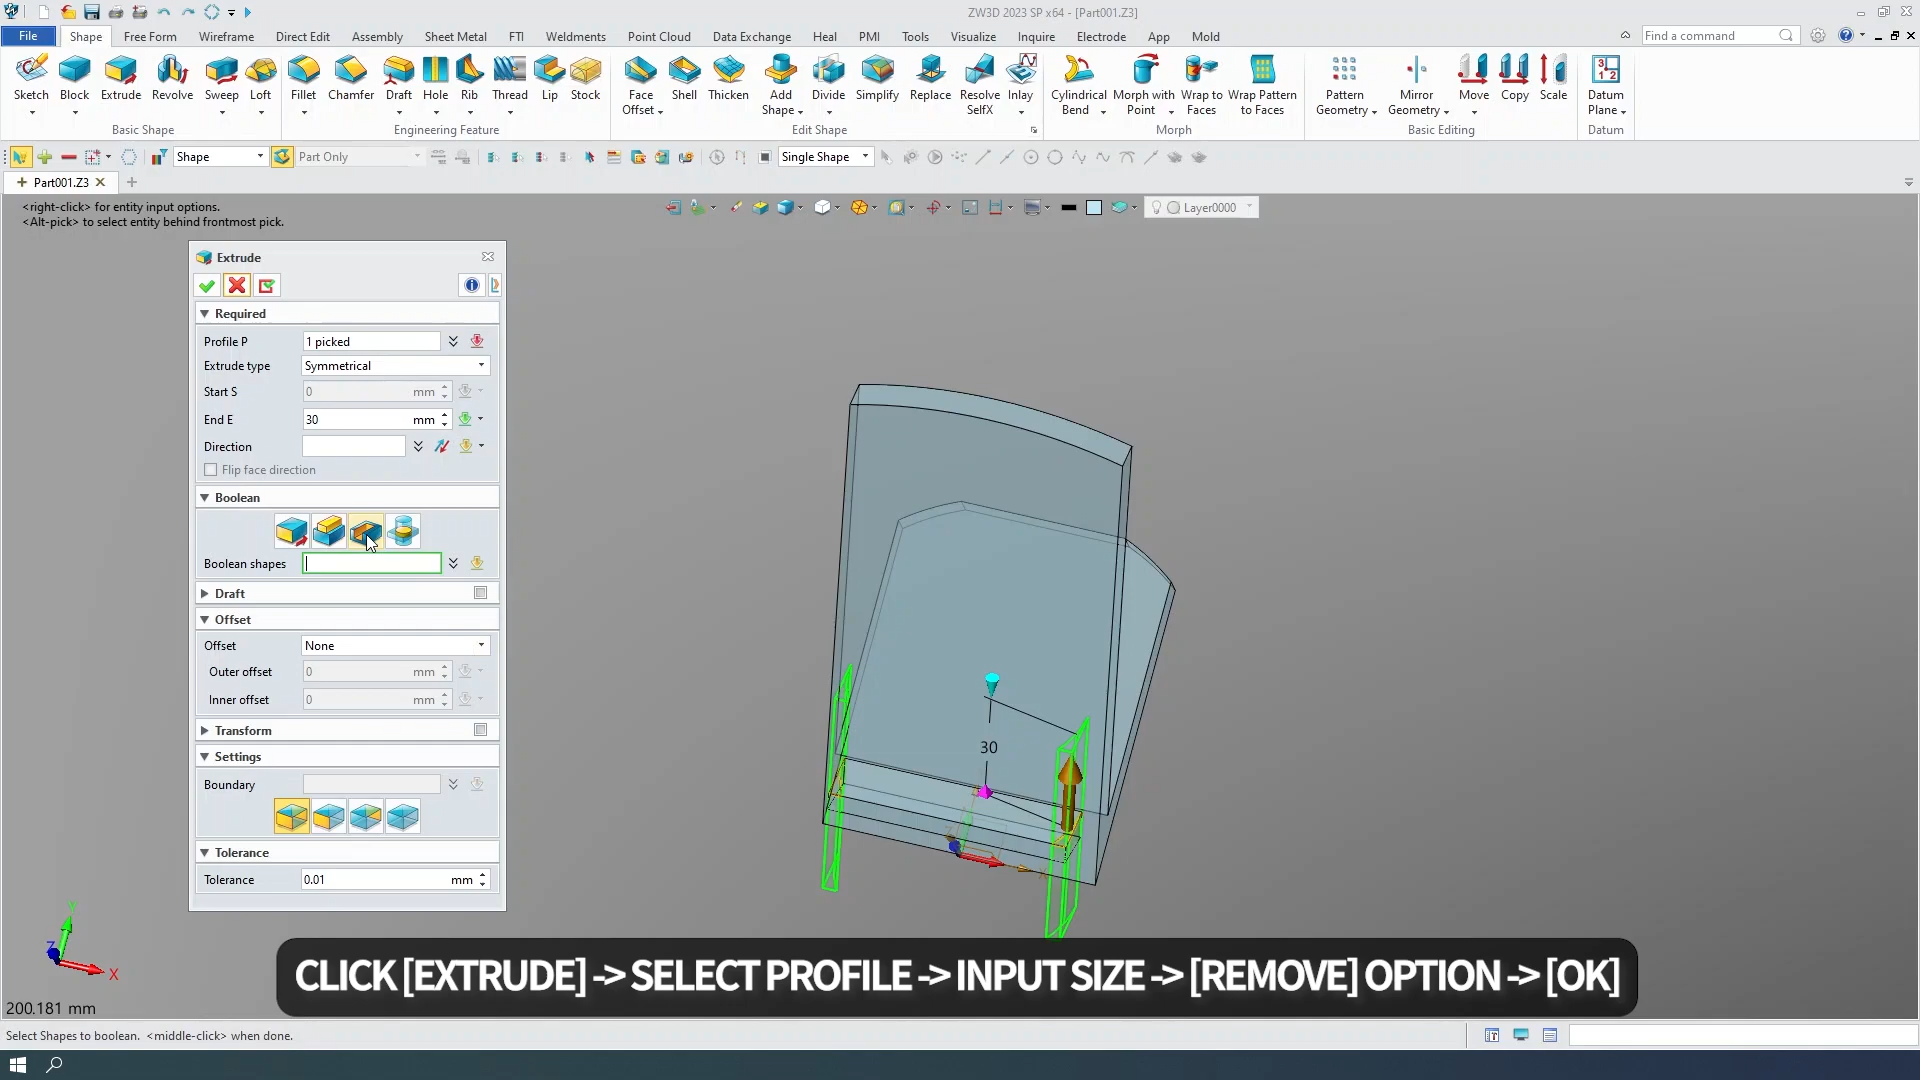 ZW3D 2023 SP x64 - [Part001.Z3]
File Shape Free Form Wireframe Direct Edit Assembly Sheet Metal FTI Weldments Point Cloud Data Exchange Heal PMI Tools Visualize Inquire Electrode App Mold Find a command
Sketch Block Extrude Revolve Sweep Loft Fillet Chamfer Draft Hole Rib Thread Lip Stock Face Offset Shell Thicken Add Shape Divide Simplify Replace Resolve SelfX Inlay Cylindrical Bend Morph with Point Wrap to Faces Wrap Pattern to Faces Pattern Geometry Mirror Geometry Move Copy Scale Datum Plane
Basic Shape Engineering Feature Edit Shape Morph Basic Editing Datum
Shape Part Only Single Shape
Part001.Z3
<right-click> for entity input options.
<Alt-pick> to select entity behind frontmost pick.
Layer0000
Extrude
Required
Profile P 1 picked
Extrude type Symmetrical
Start S 0 mm
End E 30 mm
Direction
Flip face direction
Boolean
Boolean shapes
Draft
Offset
Offset None
Outer offset 0 mm
Inner offset 0 mm
Transform
Settings
Boundary
Tolerance
Tolerance 0.01 mm
30
Y
Z
X
X
CLICK [EXTRUDE] -> SELECT PROFILE -> INPUT SIZE -> [REMOVE] OPTION -> [OK]
200.181 mm
Select Shapes to boolean. <middle-click> when done.